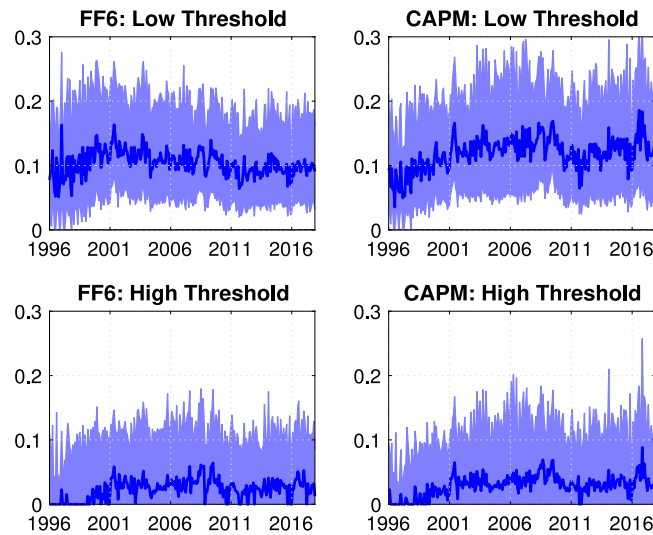 FF6: Low Threshold
0.3
0.2
0.1
0
1996 2001 2006 2011 2016
CAPM: Low Threshold
0.3
0.2
0.1
0
1996 2001 2006 2011 2016
FF6: High Threshold
0.3
0.2
0.1
0
1996 2001 2006 2011 2016
CAPM: High Threshold
0.3
0.2
0.1
0
1996 2001 2006 2011 2016